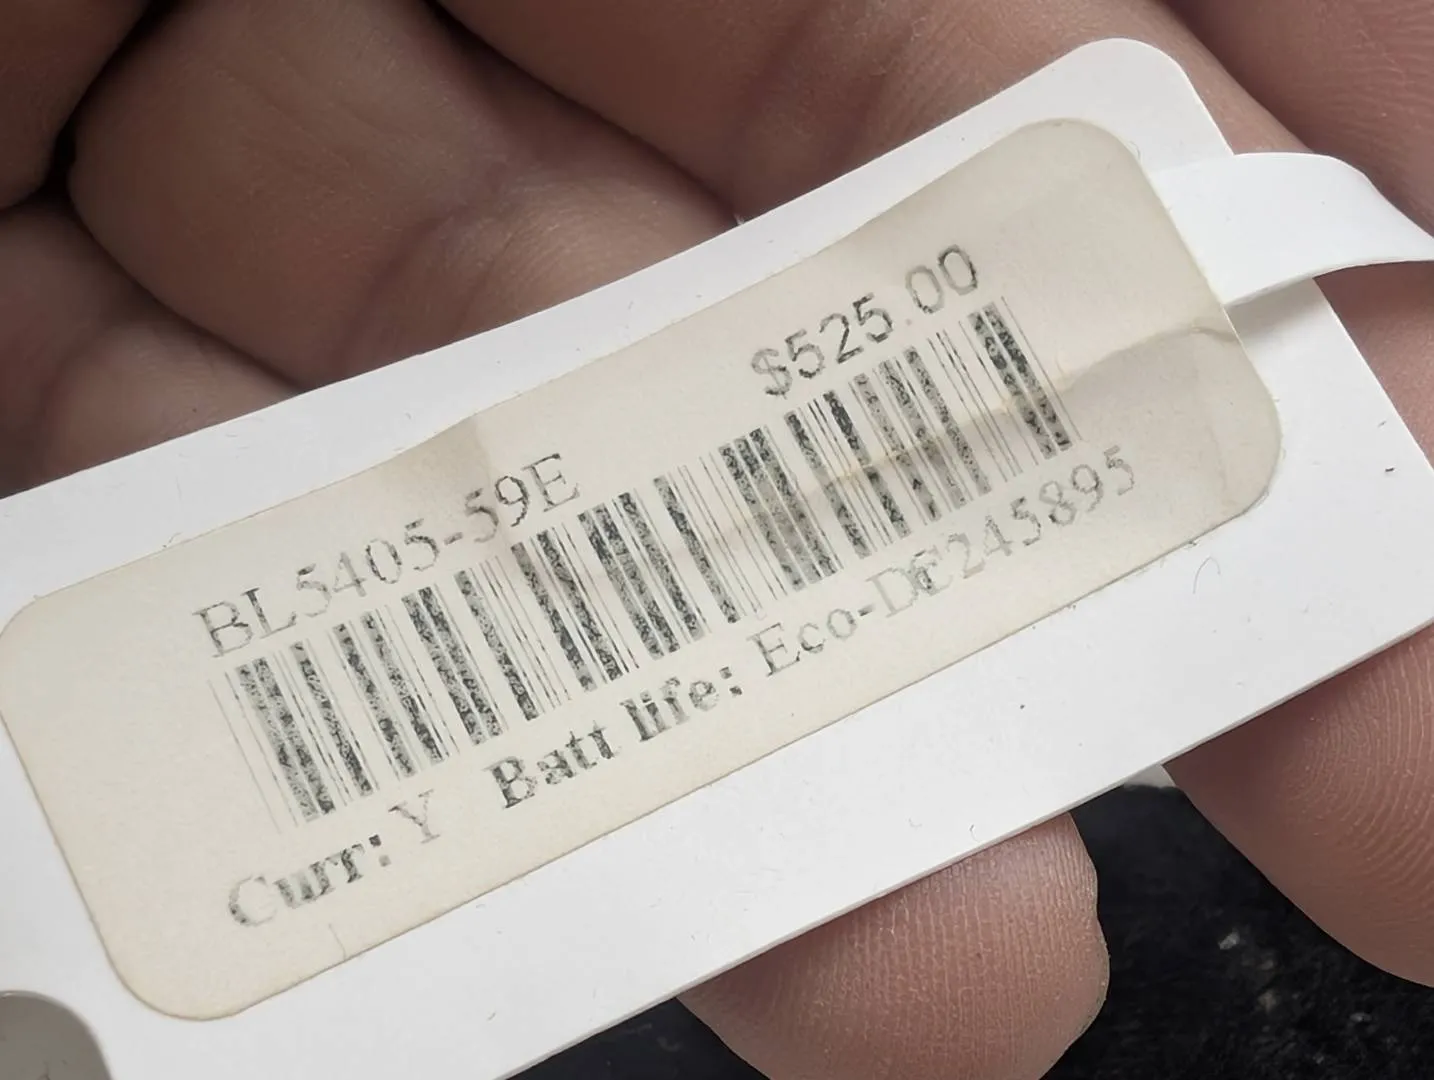 $525.00
BL5405-59E
Curr: Y Batt life: Eco-DE245895